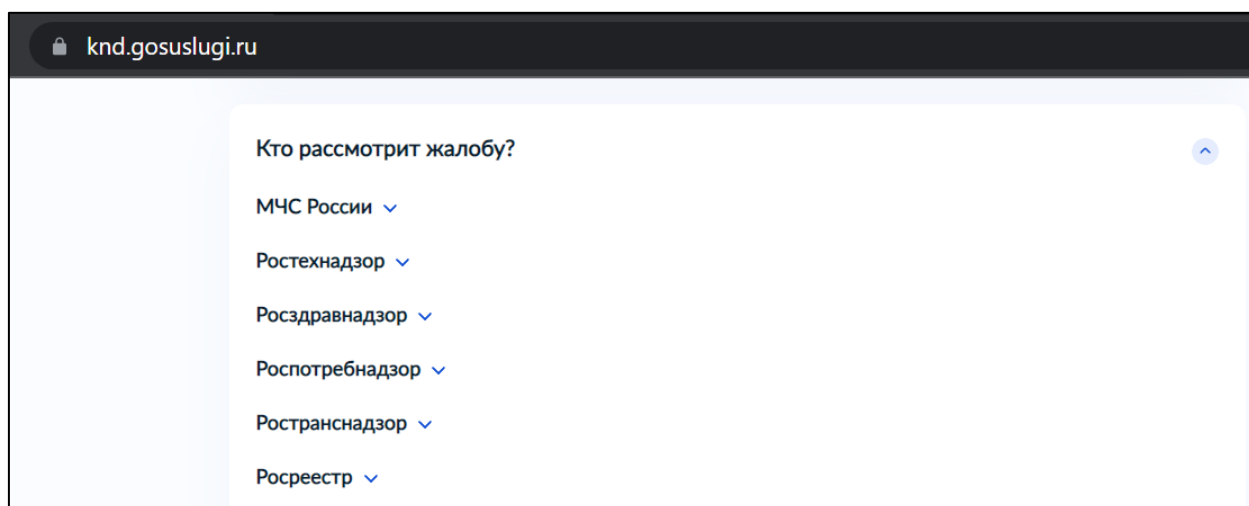 knd.gosuslugi.ru
Кто рассмотрит жалобу?
МЧС России
Ростехнадзор
Росздравнадзор
Роспотребнадзор
Ространснадзор
Росреестр